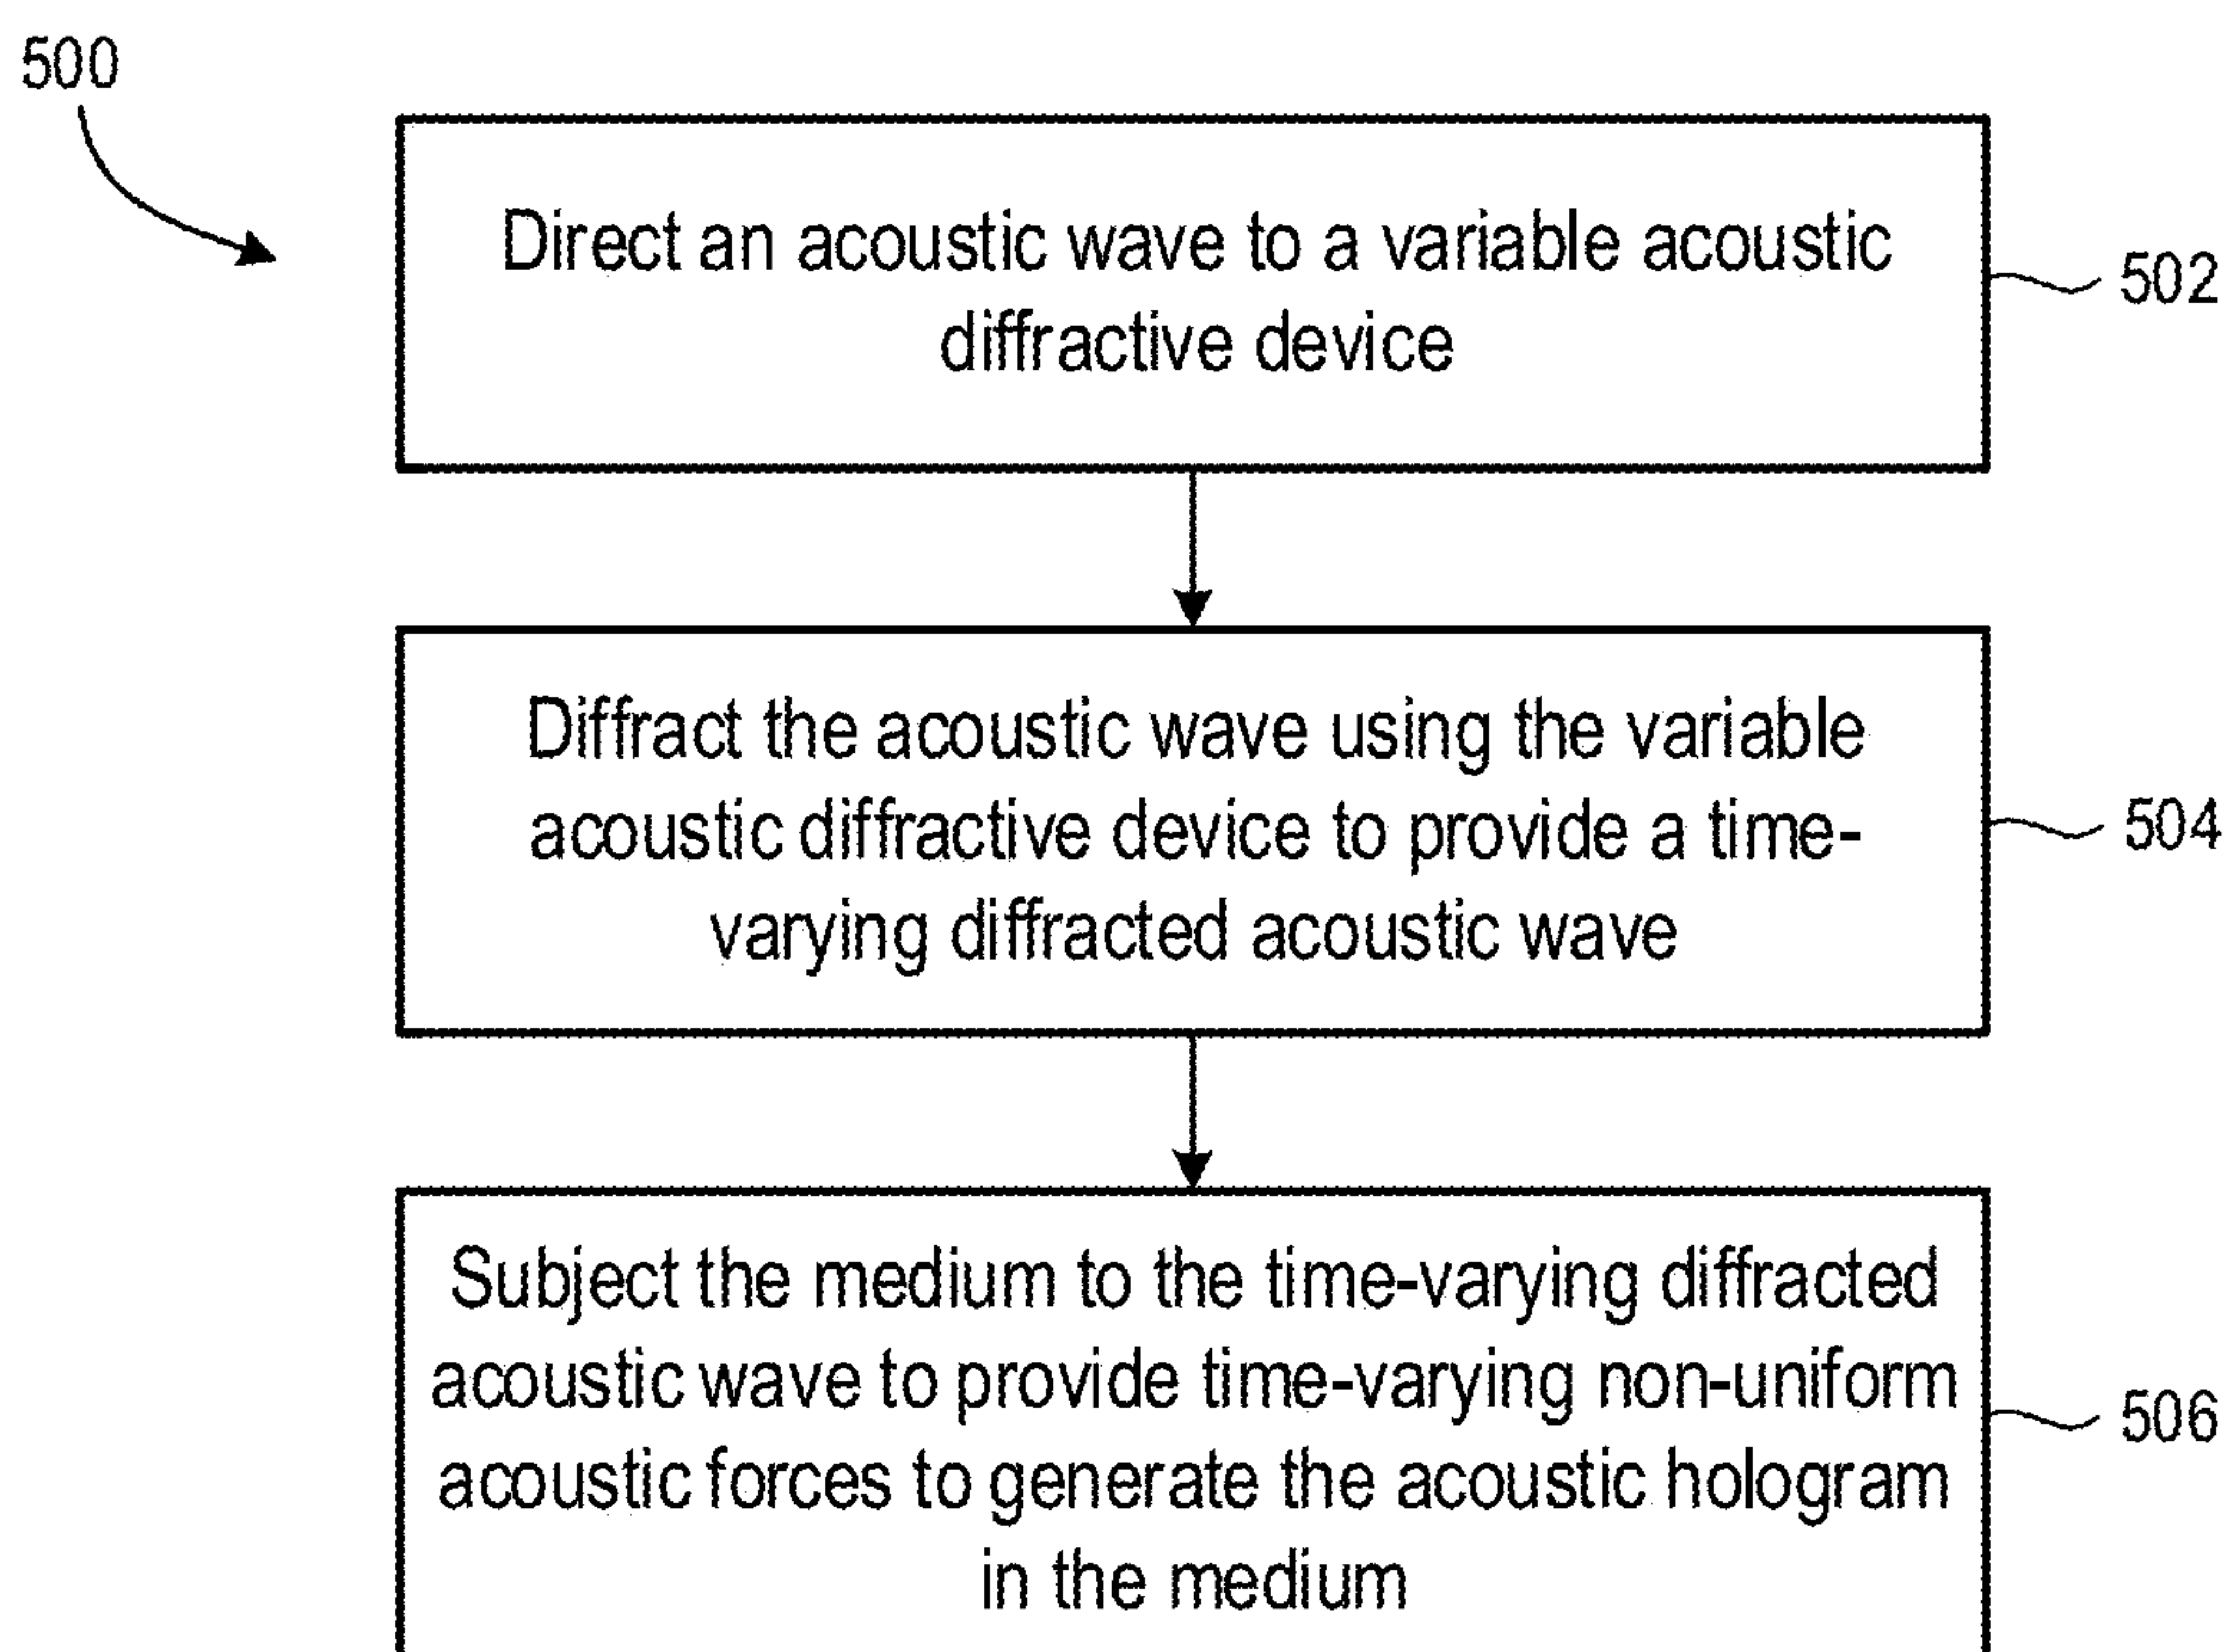 500
Direct an acoustic wave to a variable acoustic
diffractive device
502
Diffract the acoustic wave using the variable
acoustic diffractive device to provide a time-
varying diffracted acoustic wave
504
Subject the medium to the time-varying diffracted
acoustic wave to provide time-varying non-uniform
acoustic forces to generate the acoustic hologram
in the medium
506